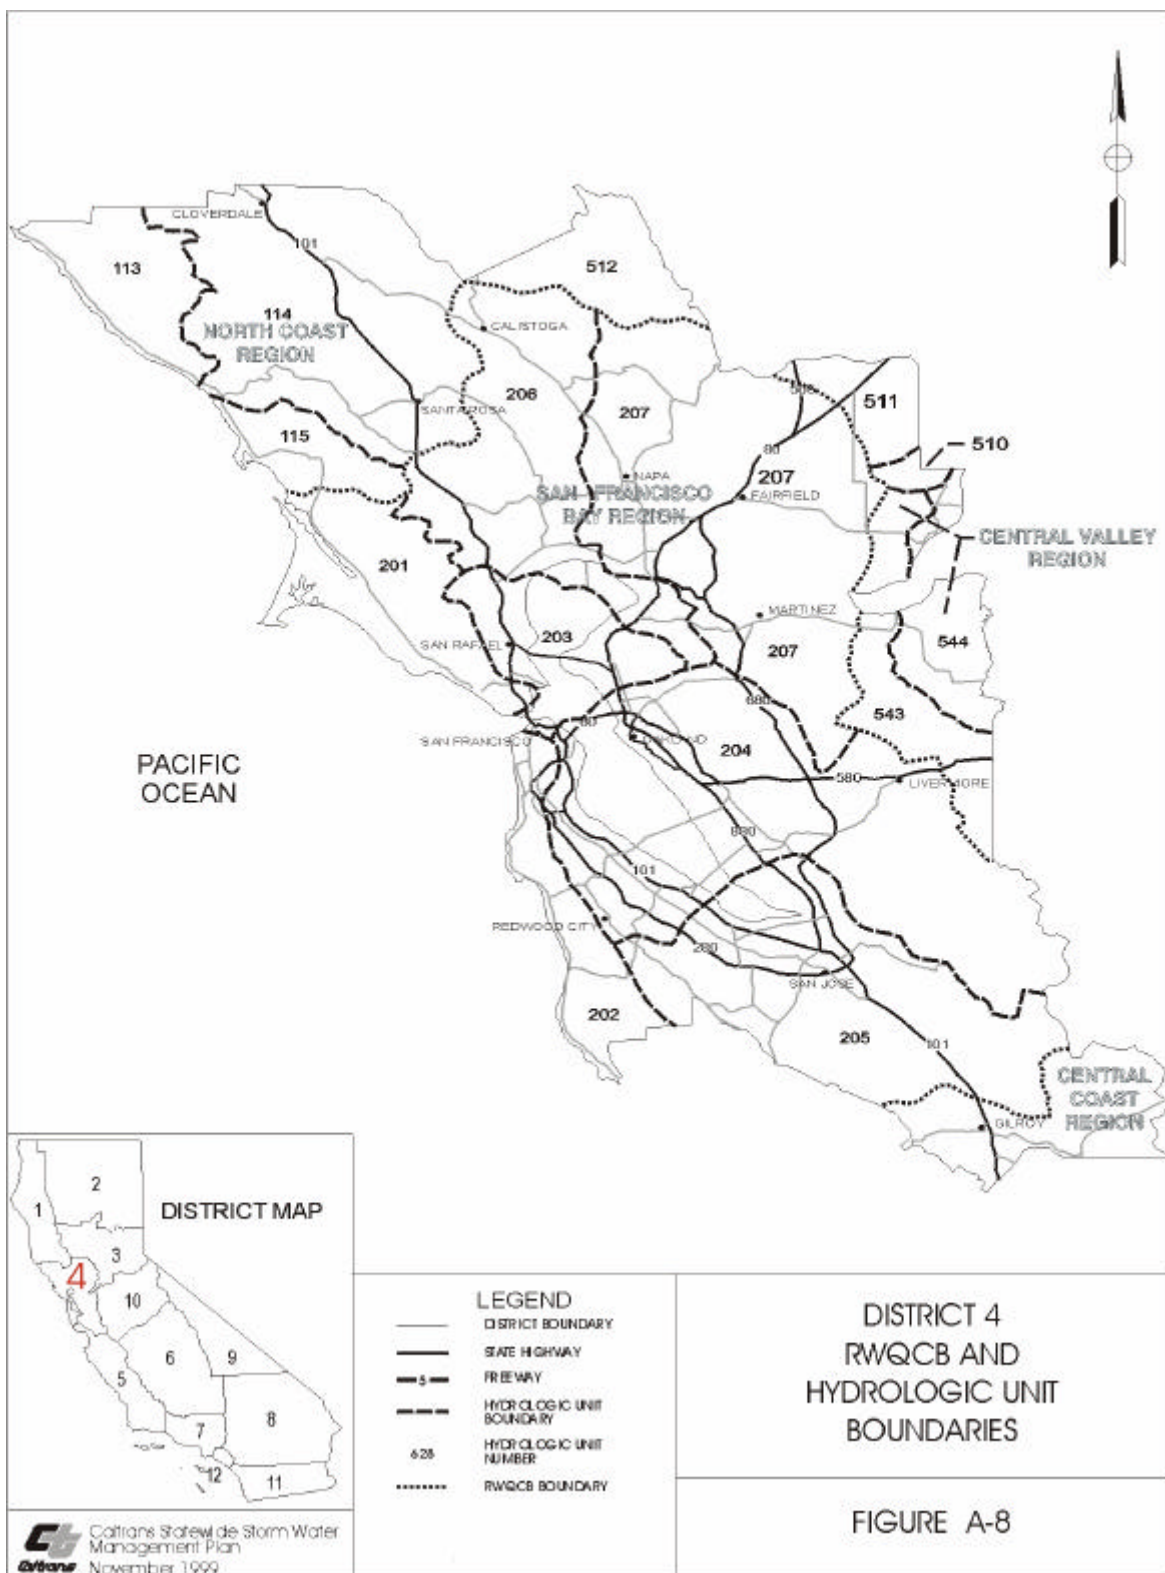 CLOVERDALE
101
113
512
114
NORTH COAST
REGION
CALISTOGA
206
207
SANTA ROSA
115
511
510
80
NAPA
207
FAIRFIELD
SAN FRANCISCO
BAY REGION
CENTRAL VALLEY
REGION
201
MARTINEZ
203
SAN RAFAEL
207
544
680
543
80
SAN FRANCISCO
OAKLAND
204
PACIFIC
OCEAN
580
LIVERMORE
880
101
REDWOOD CITY
280
SAN JOSE
202
205
101
CENTRAL
COAST
REGION
GILROY
DISTRICT MAP
1
2
3
4
10
6
9
5
8
7
12
11
LEGEND
DISTRICT BOUNDARY
STATE HIGHWAY
5
FREEWAY
HYDROLOGIC UNIT
BOUNDARY
628
HYDROLOGIC UNIT
NUMBER
RWQCB BOUNDARY
DISTRICT 4
RWQCB AND
HYDROLOGIC UNIT
BOUNDARIES
FIGURE A-8
Caltrans Statewide Storm Water
Management Plan
November 1999
Caltrans